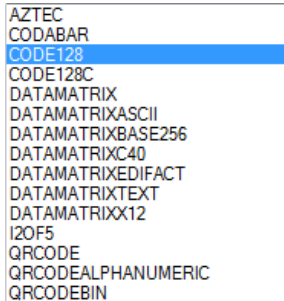 AZTEC
CODABAR
CODE128
CODE128C
DATAMATRIX
DATAMATRIXASCII
DATAMATRIXBASE256
DATAMATRIXC40
DATAMATRIXEDIFACT
DATAMATRIXTEXT
DATAMATRIXX12
I2OF5
QRCODE
QRCODEALPHANUMERIC
QRCODEBIN